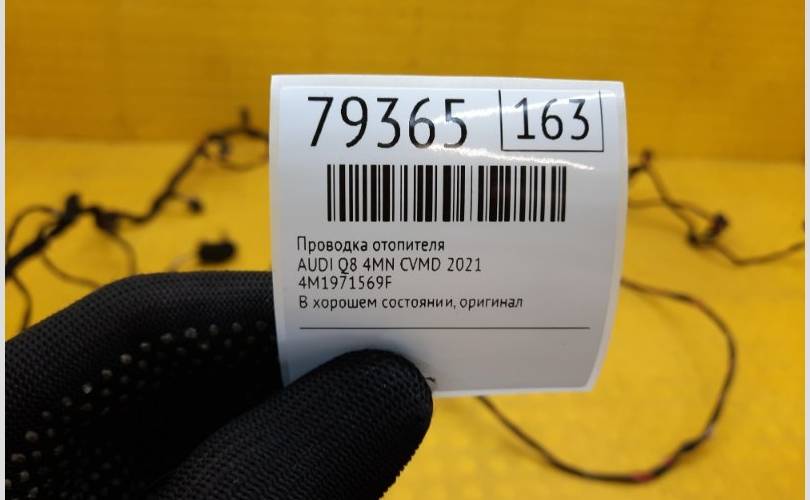 79365 163
Проводка отопителя
AUDI Q8 4MN CVMD 2021
4M1971569F
В хорошем состоянии, оригинал